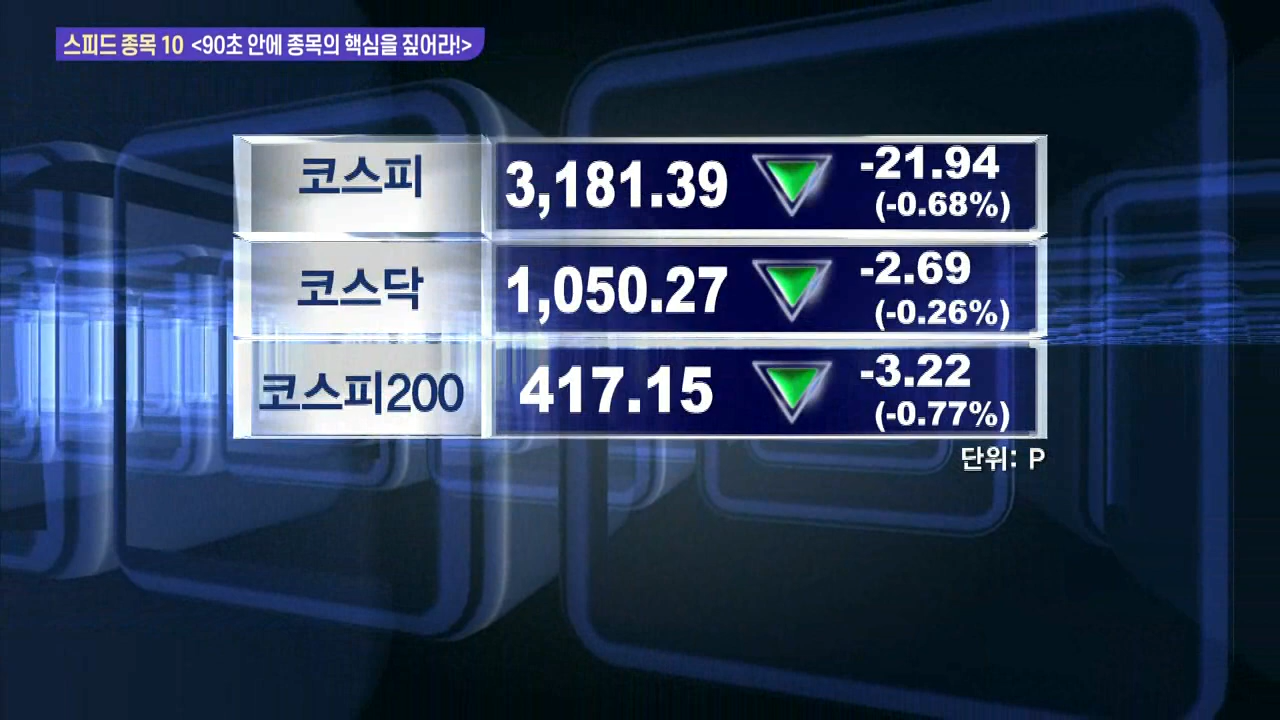 스피드 종목 10 <90초 안에 종목의 핵심을 짚어라!>
코스피 3,181.39 -21.94
(-0.68%)
코스닥 1,050.27 -2.69
(-0.26%)
코스피200 417.15 -3.22
(-0.77%)
단위: P